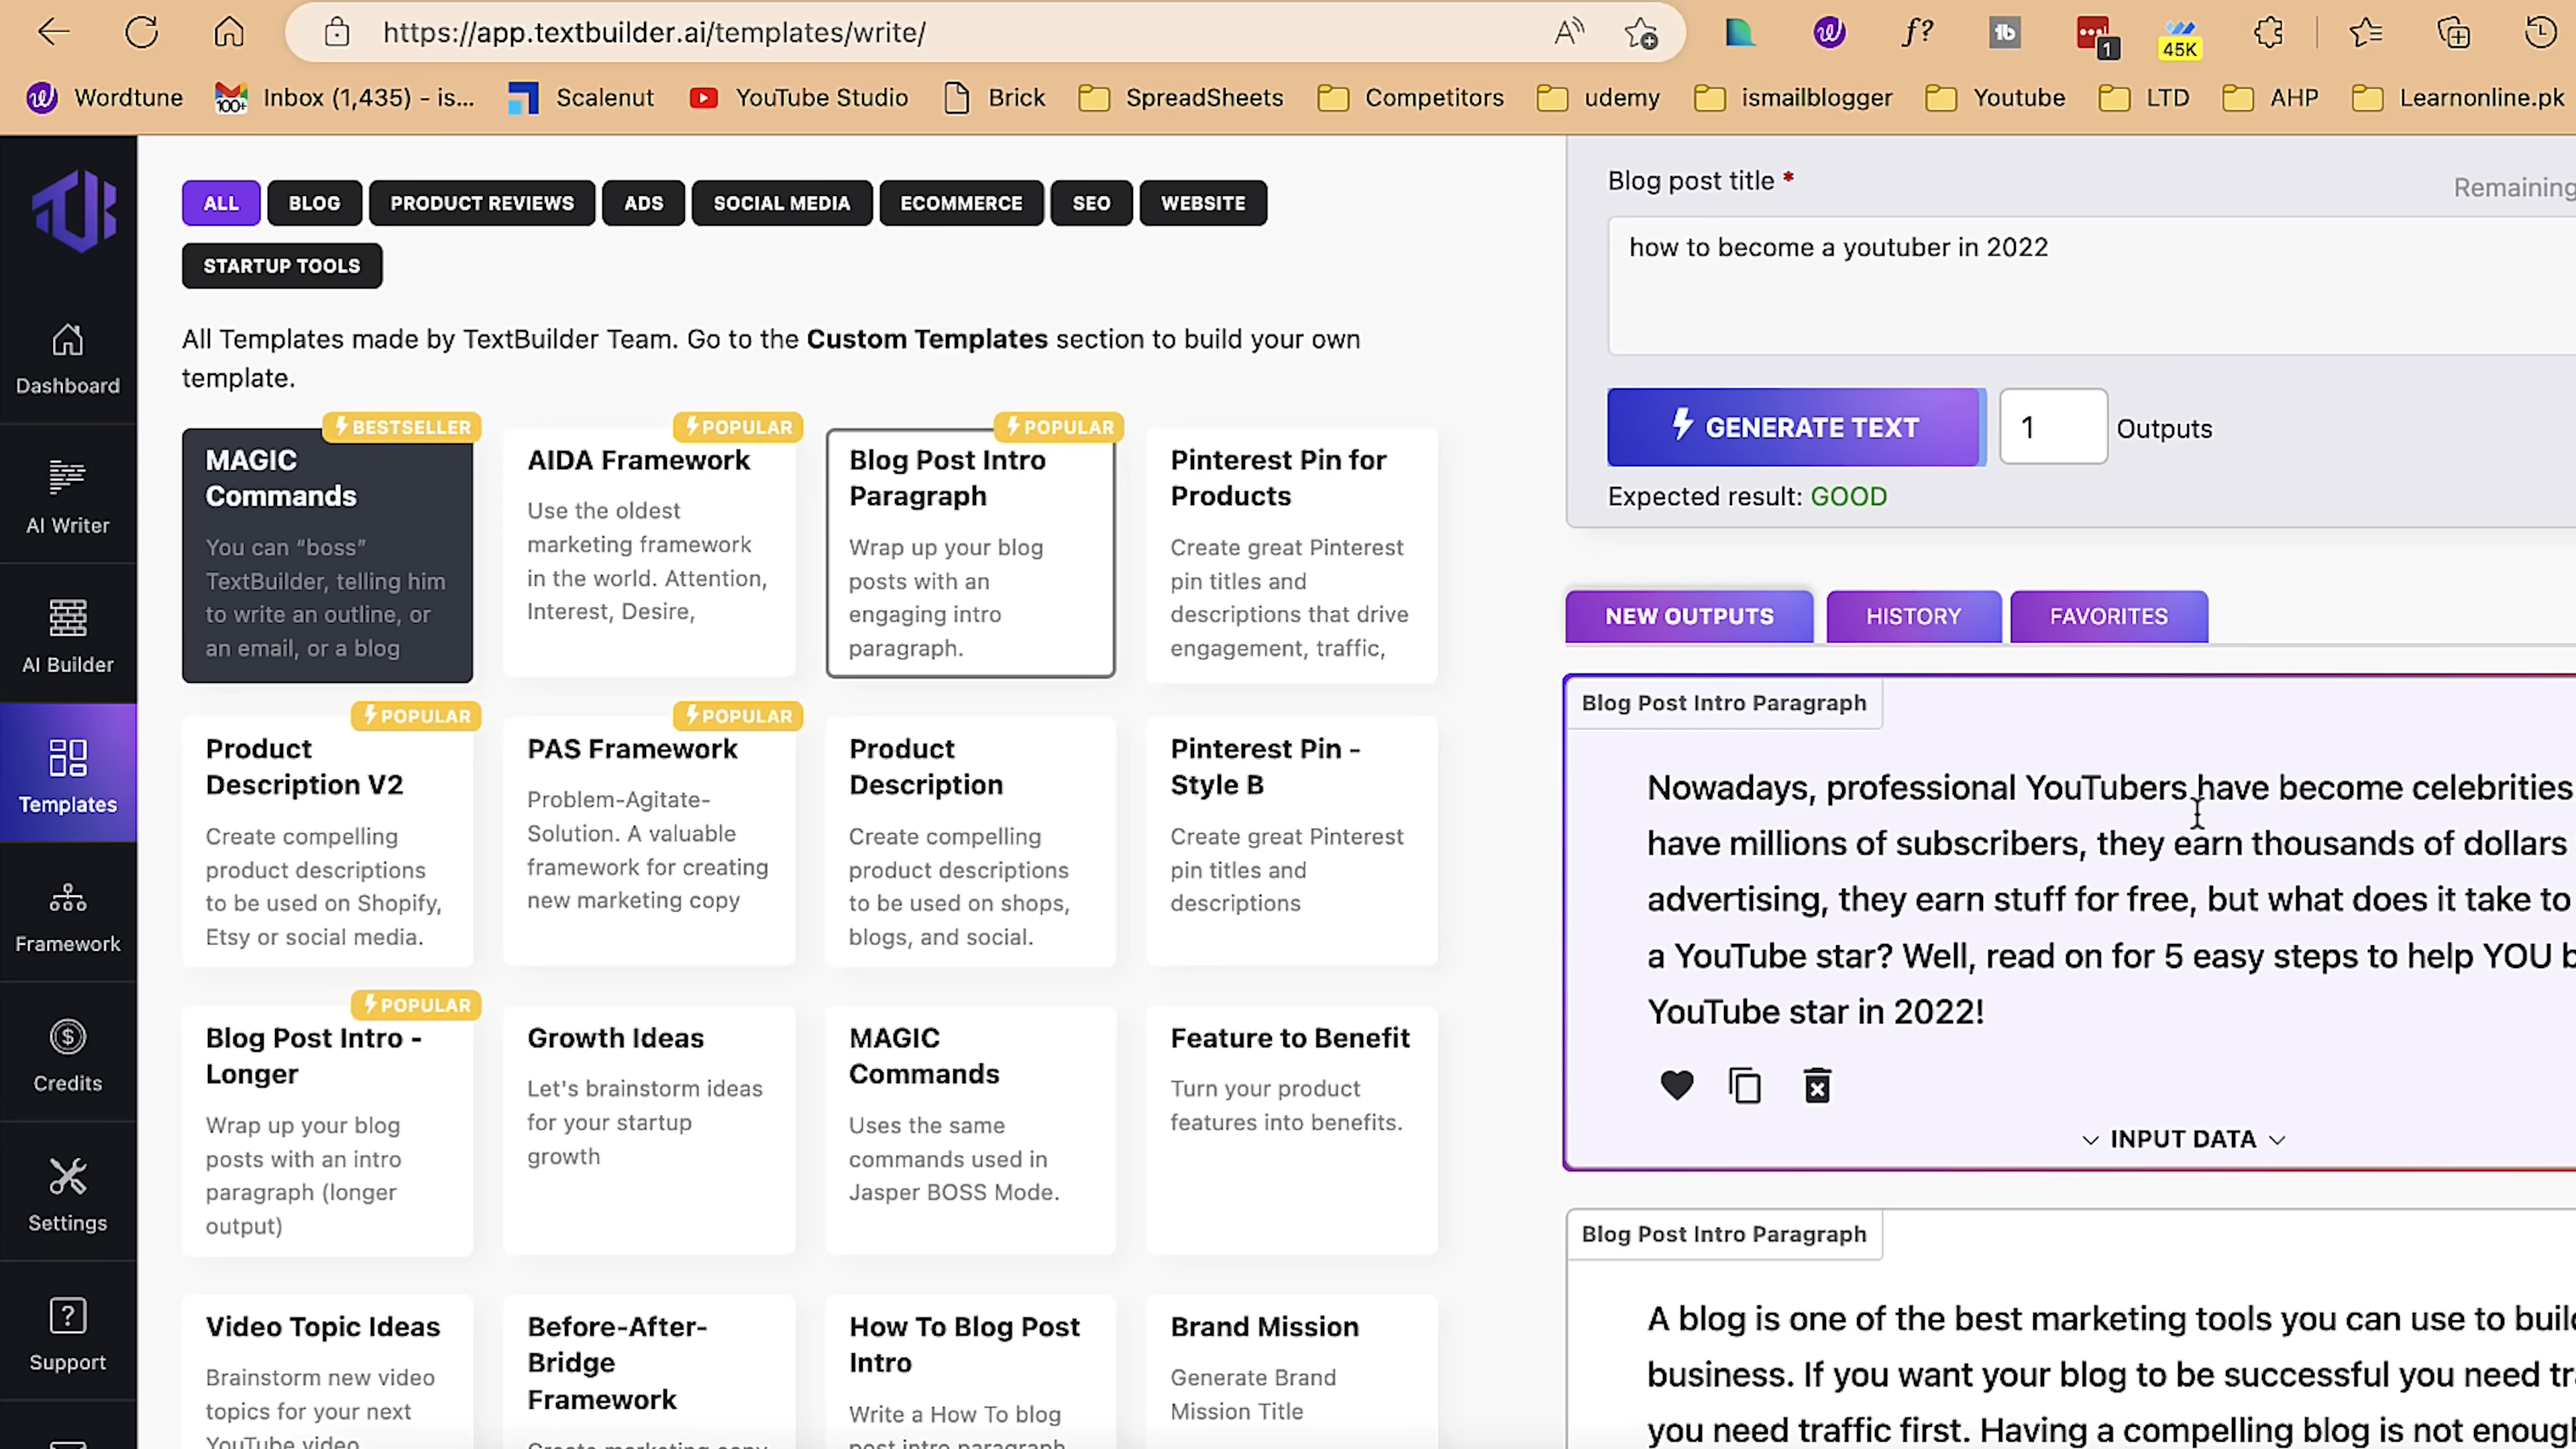 https://app.textbuilder.ai/templates/write/
1
45K
Wordtune
100+
Inbox (1,435) - is...
Scalenut
YouTube Studio
Brick
SpreadSheets
Competitors
udemy
ismailblogger
Youtube
LTD
AHP
Learnonline.pk
Dashboard
AI Writer
AI Builder
Templates
Framework
Credits
Settings
Support
ALL
BLOG
PRODUCT REVIEWS
ADS
SOCIAL MEDIA
ECOMMERCE
SEO
WEBSITE
STARTUP TOOLS
All Templates made by TextBuilder Team. Go to the Custom Templates section to build your own
template.
BESTSELLER
MAGIC
Commands
You can “boss”
TextBuilder, telling him
to write an outline, or
an email, or a blog
POPULAR
AIDA Framework
Use the oldest
marketing framework
in the world. Attention,
Interest, Desire,
POPULAR
Blog Post Intro
Paragraph
Wrap up your blog
posts with an
engaging intro
paragraph.
Pinterest Pin for
Products
Create great Pinterest
pin titles and
descriptions that drive
engagement, traffic,
POPULAR
Product
Description V2
Create compelling
product descriptions
to be used on Shopify,
Etsy or social media.
POPULAR
PAS Framework
Problem-Agitate-
Solution. A valuable
framework for creating
new marketing copy
Product
Description
Create compelling
product descriptions
to be used on shops,
blogs, and social.
Pinterest Pin -
Style B
Create great Pinterest
pin titles and
descriptions
POPULAR
Blog Post Intro -
Longer
Wrap up your blog
posts with an intro
paragraph (longer
output)
Growth Ideas
Let's brainstorm ideas
for your startup
growth
MAGIC
Commands
Uses the same
commands used in
Jasper BOSS Mode.
Feature to Benefit
Turn your product
features into benefits.
Video Topic Ideas
Brainstorm new video
topics for your next
YouTube video
Before-After-
Bridge
Framework
Create marketing copy
How To Blog Post
Intro
Write a How To blog
post intro paragraph
Brand Mission
Generate Brand
Mission Title
Blog post title *
Remaining
how to become a youtuber in 2022
GENERATE TEXT
1
Outputs
Expected result: GOOD
NEW OUTPUTS
HISTORY
FAVORITES
Blog Post Intro Paragraph
Nowadays, professional YouTubers have become celebrities
have millions of subscribers, they earn thousands of dollars
advertising, they earn stuff for free, but what does it take to
a YouTube star? Well, read on for 5 easy steps to help YOU
YouTube star in 2022!
INPUT DATA
Blog Post Intro Paragraph
A blog is one of the best marketing tools you can use to
business. If you want your blog to be successful you need
you need traffic first. Having a compelling blog is not